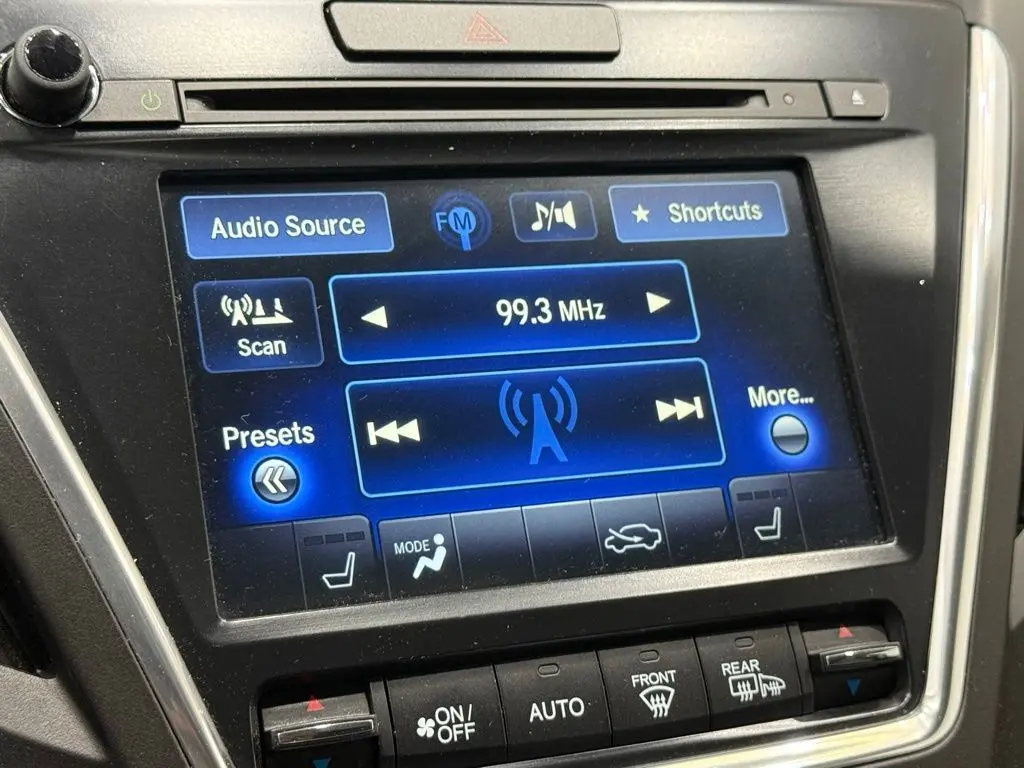 Audio Source
FM
Shortcuts
Scan
99.3 MHz
Presets
More...
MODE
ON/
OFF
AUTO
FRONT
REAR